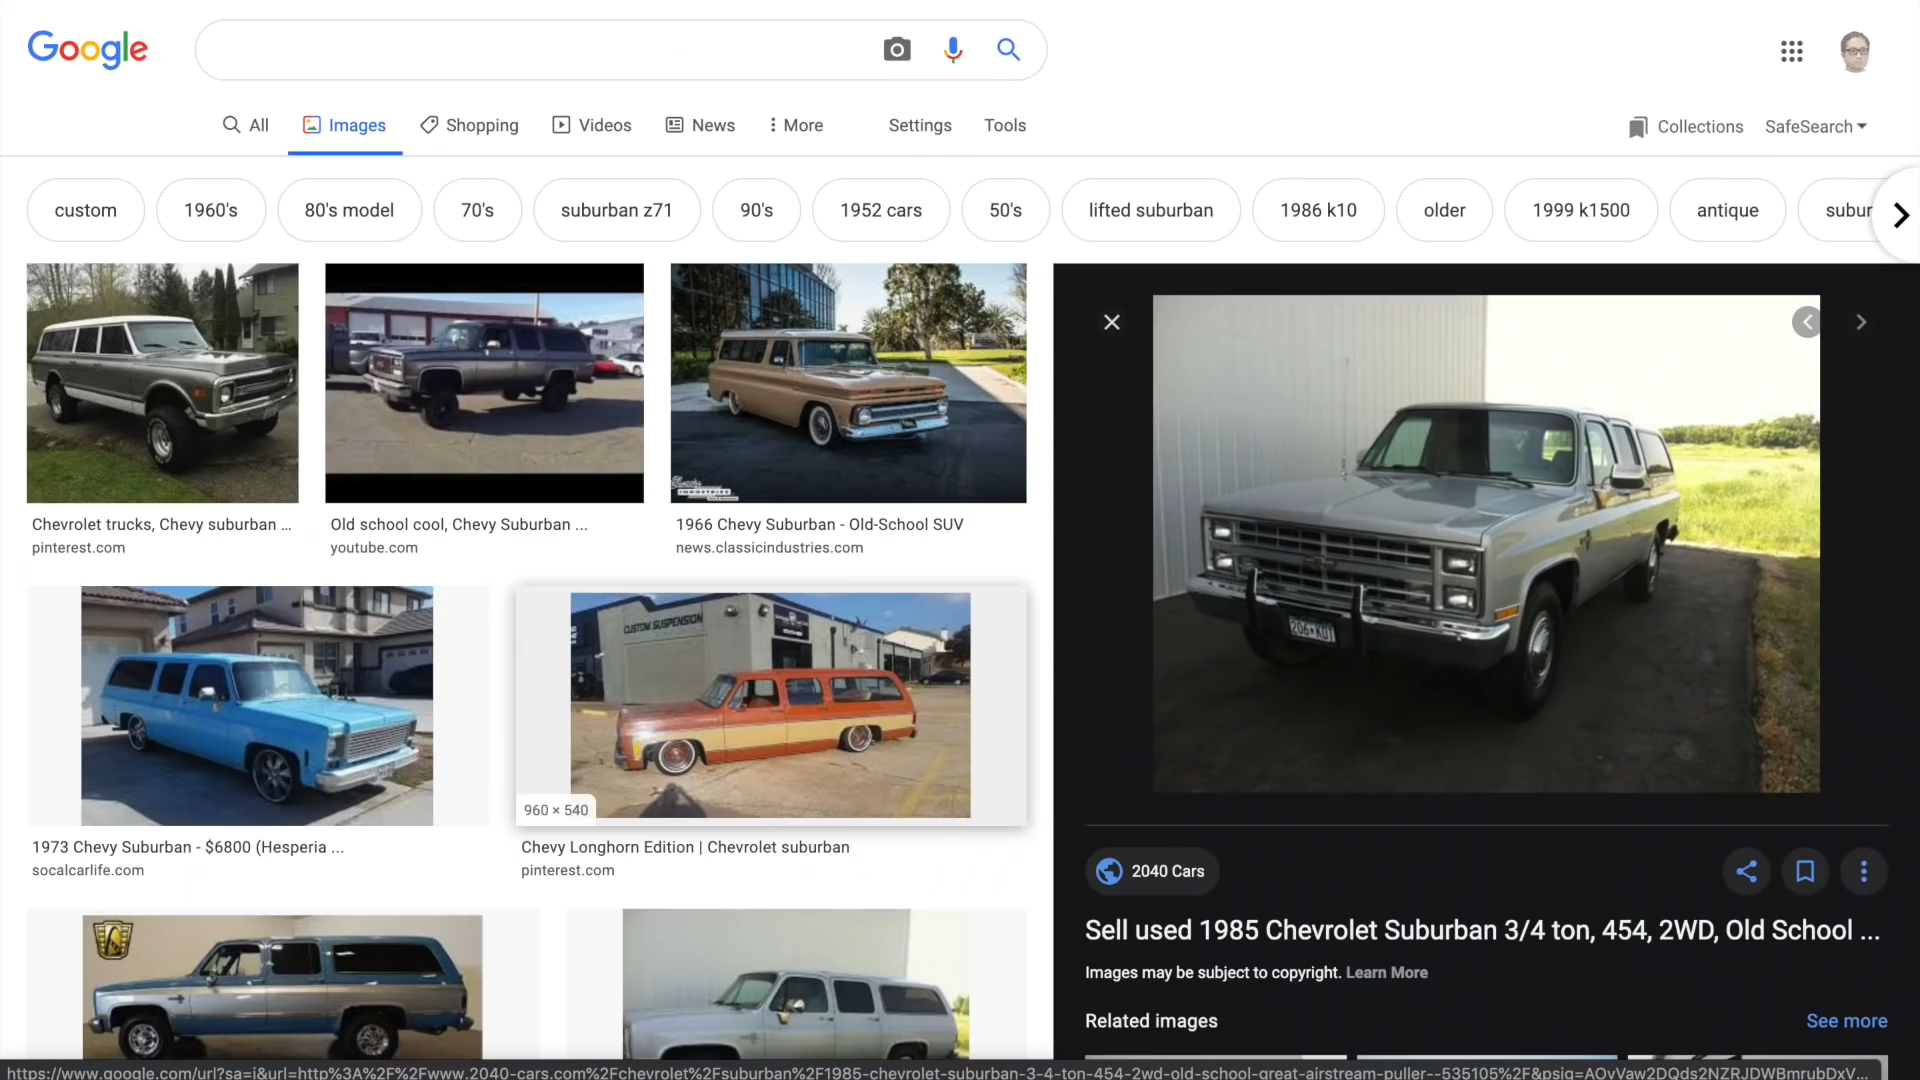 Google
All
Images
Shopping
Videos
News
More
Settings
Tools
Collections
SafeSearch
custom
1960's
80's model
70's
suburban z71
90's
1952 cars
50's
lifted suburban
1986 k10
older
1999 k1500
antique
subur
Chevrolet trucks, Chevy suburban ...
pinterest.com
Old school cool, Chevy Suburban ...
youtube.com
1966 Chevy Suburban - Old-School SUV
news.classicindustries.com
INDUSTRIES
206*KDT
CUSTOM SUSPENSION
960 × 540
1973 Chevy Suburban - $6800 (Hesperia ...
socalcarlife.com
Chevy Longhorn Edition | Chevrolet suburban
pinterest.com
2040 Cars
Sell used 1985 Chevrolet Suburban 3/4 ton, 454, 2WD, Old School ...
Images may be subject to copyright. Learn More
Related images
See more
https://www.google.com/url?sa=i&url=http%3A%2F%2Fwww.2040-cars.com%2Fchevrolet%2Fsuburban%2F1985-chevrolet-suburban-3-4-ton-454-2wd-old-school-great-airstream-puller--535105%2F&psig=AOvVaw2DQds2NZRJDWBmrubDxV...